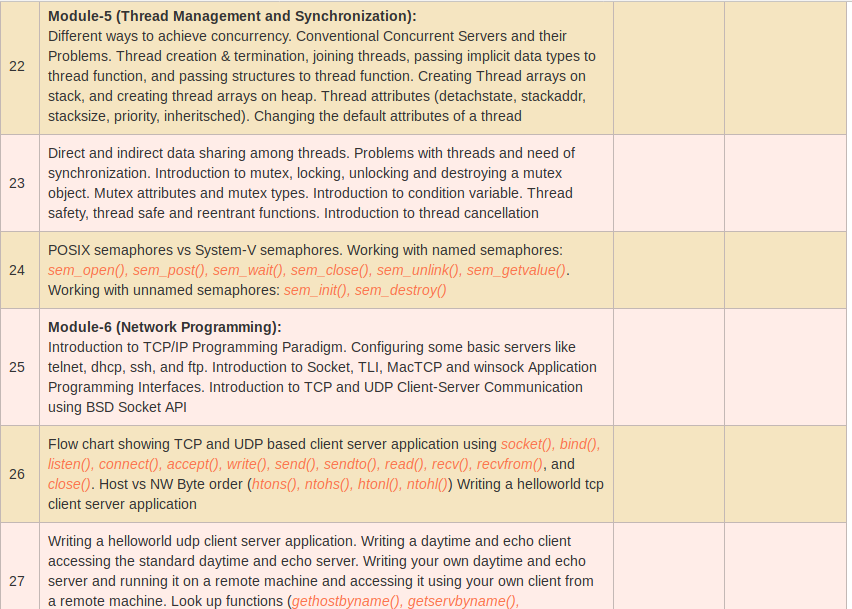 Module-5 (Thread Management and Synchronization):
Different ways to achieve concurrency. Conventional Concurrent Servers and their
Problems. Thread creation & termination, joining threads, passing implicit data types to
22
thread function, and passing structures to thread function. Creating Thread arrays on
stack, and creating thread arrays on heap. Thread attributes (detachstate, stackaddr,
stacksize, priority, inheritsched). Changing the default attributes of a thread
Direct and indirect data sharing among threads. Problems with threads and need of
synchronization. Introduction to mutex, locking, unlocking and destroying a mutex
23
object. Mutex attributes and mutex types. Introduction to condition variable. Thread
safety, thread safe and reentrant functions. Introduction to thread cancellation
POSIX semaphores vs System-V semaphores. Working with named semaphores:
24
sem_open(), sem_post(), sem_wait(), sem_close(), sem_unlink(), sem_getvalue().
Working with unnamed semaphores: sem_init(), sem_destroy()
Module-6 (Network Programming):
Introduction to TCP/IP Programming Paradigm. Configuring some basic servers like
25
telnet, dhcp, ssh, and ftp. Introduction to Socket, TLI, MacTCP and winsock Application
Programming Interfaces. Introduction to TCP and UDP Client-Server Communication
using BSD Socket API
Flow chart showing TCP and UDP based client server application using socket(), bind(),
listen(), connect(), accept(), write(), send(), sendto(), read(), recv(), recvfrom(), and
26
close(). Host vs NW Byte order (htons(), ntohs(), htonl(), ntohl()) Writing a helloworld tcp
client server application
Writing a helloworld udp client server application. Writing a daytime and echo client
accessing the standard daytime and echo server. Writing your own daytime and echo
27
server and running it on a remote machine and accessing it using your own client from
a remote machine. Look up functions (gethostbyname(), getservbyname(),